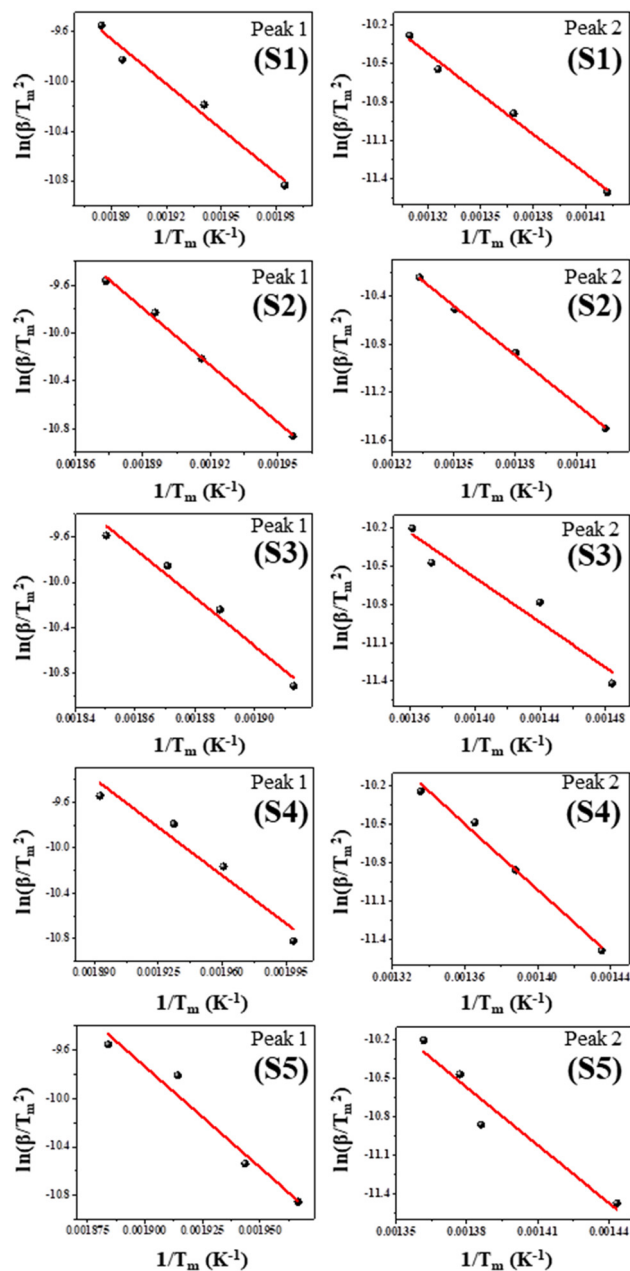 Peak 1
(S1)
-9.6
-10.0
-10.4
-10.8
ln(β/Tm²)
0.00189 0.00192 0.00195 0.00198
1/Tm (K⁻¹)
Peak 2
(S1)
-10.2
-10.5
-10.8
-11.1
-11.4
ln(β/Tm²)
0.00132 0.00135 0.00138 0.00141
1/Tm (K⁻¹)
Peak 1
(S2)
-9.6
-10.0
-10.4
-10.8
ln(β/Tm²)
0.00186 0.00189 0.00192 0.00195
1/Tm (K⁻¹)
Peak 2
(S2)
-10.4
-10.8
-11.2
-11.6
ln(β/Tm²)
0.00132 0.00135 0.00138 0.00141
1/Tm (K⁻¹)
Peak 1
(S3)
-9.6
-10.0
-10.4
-10.8
ln(β/Tm²)
0.00184 0.00186 0.00188 0.00190
1/Tm (K⁻¹)
Peak 2
(S3)
-10.2
-10.5
-10.8
-11.1
-11.4
ln(β/Tm²)
0.00136 0.00140 0.00144 0.00148
1/Tm (K⁻¹)
Peak 1
(S4)
-9.6
-10.0
-10.4
-10.8
ln(β/Tm²)
0.001890 0.001925 0.001960 0.001995
1/Tm (K⁻¹)
Peak 2
(S4)
-10.2
-10.5
-10.8
-11.1
-11.4
ln(β/Tm²)
0.00132 0.00136 0.00140 0.00144
1/Tm (K⁻¹)
Peak 1
(S5)
-9.6
-10.0
-10.4
-10.8
ln(β/Tm²)
0.001875 0.001900 0.001925 0.001950
1/Tm (K⁻¹)
Peak 2
(S5)
-10.2
-10.5
-10.8
-11.1
-11.4
ln(β/Tm²)
0.00135 0.00138 0.00141 0.00144
1/Tm (K⁻¹)